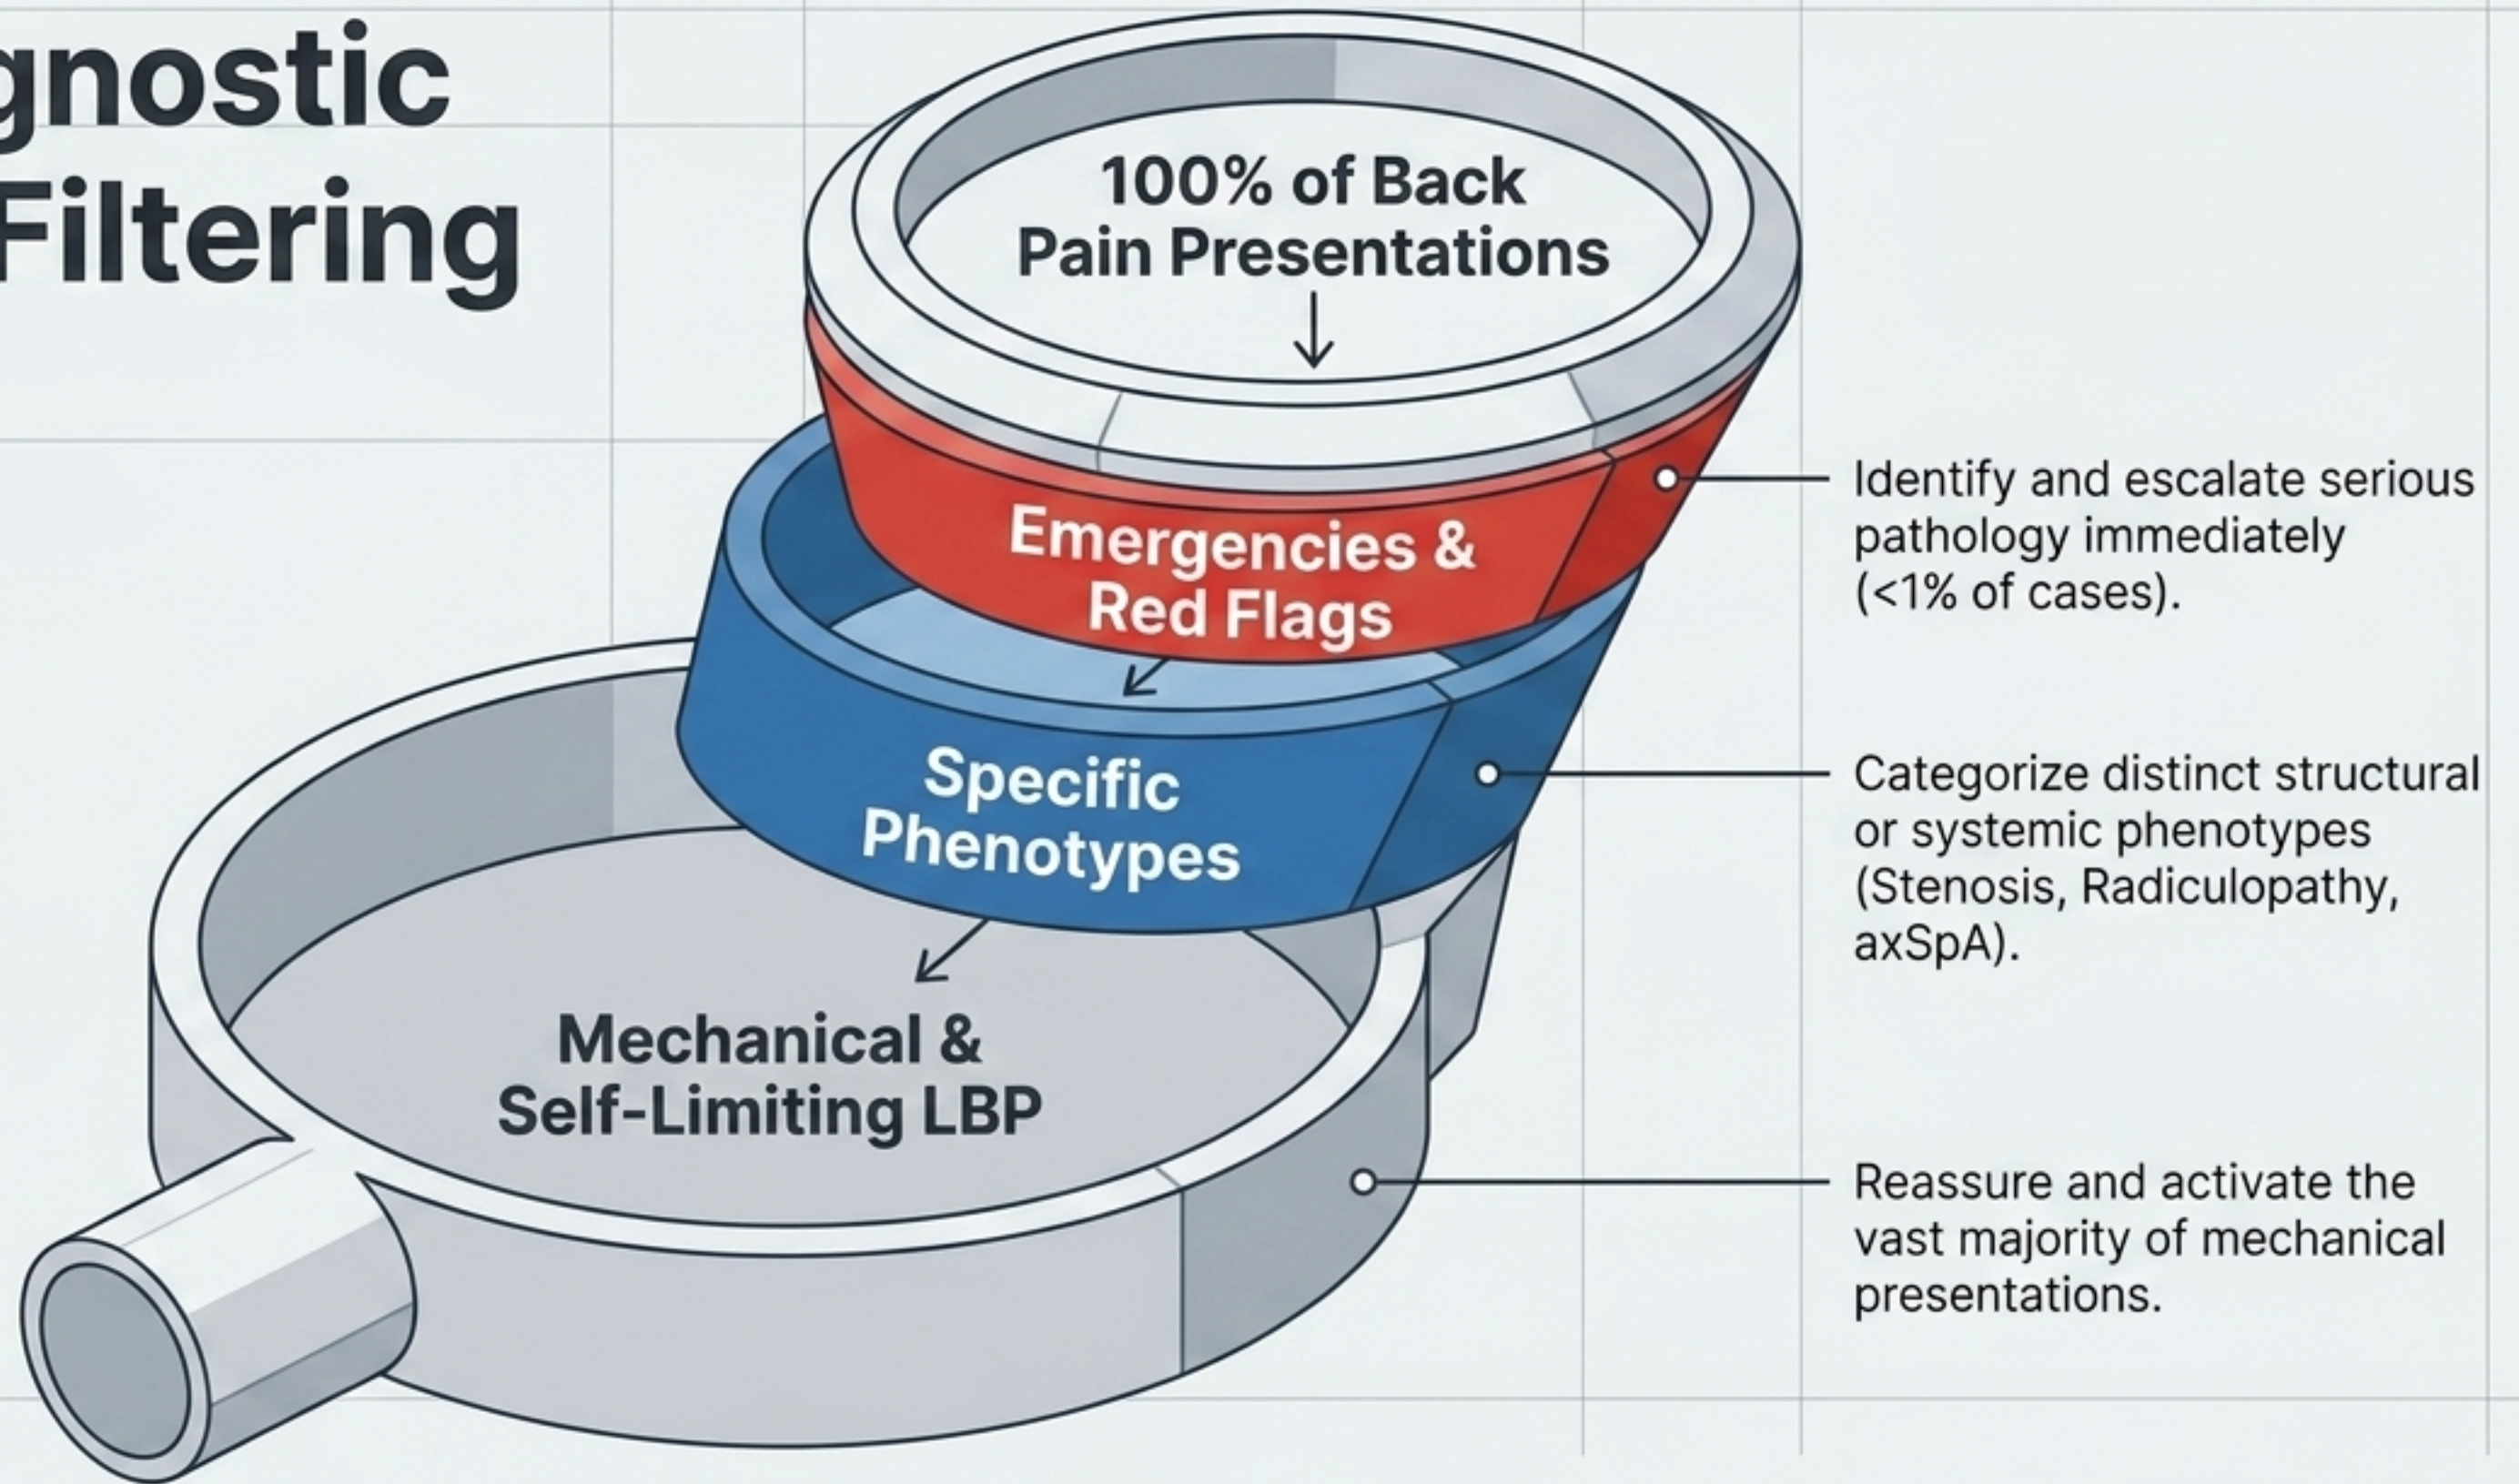 gnostic
Filtering
100% of Back
Pain Presentations
Emergencies &
Red Flags
Identify and escalate serious
pathology immediately
(<1% of cases).
Specific
Phenotypes
Categorize distinct structural
or systemic phenotypes
(Stenosis, Radiculopathy,
axSpA).
Mechanical &
Self-Limiting LBP
Reassure and activate the
vast majority of mechanical
presentations.